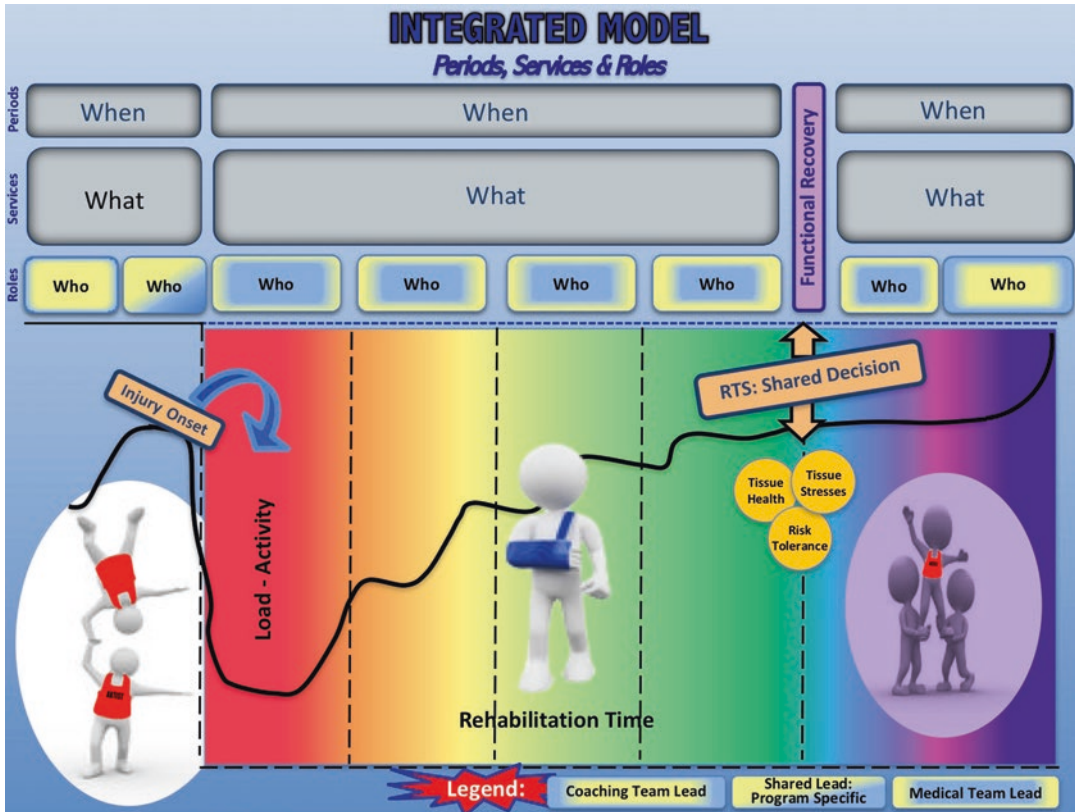 INTEGRATED MODEL
Periods, Services & Roles
Periods
When
When
When
Services
What
What
What
Functional Recovery
Roles
Who
Who
Who
Who
Who
Who
Who
Who
Injury Onset
RTS: Shared Decision
Load - Activity
Tissue
Health
Tissue
Stresses
Risk
Tolerance
ARTIST
Rehabilitation Time
Legend:
Coaching Team Lead
Shared Lead:
Program Specific
Medical Team Lead